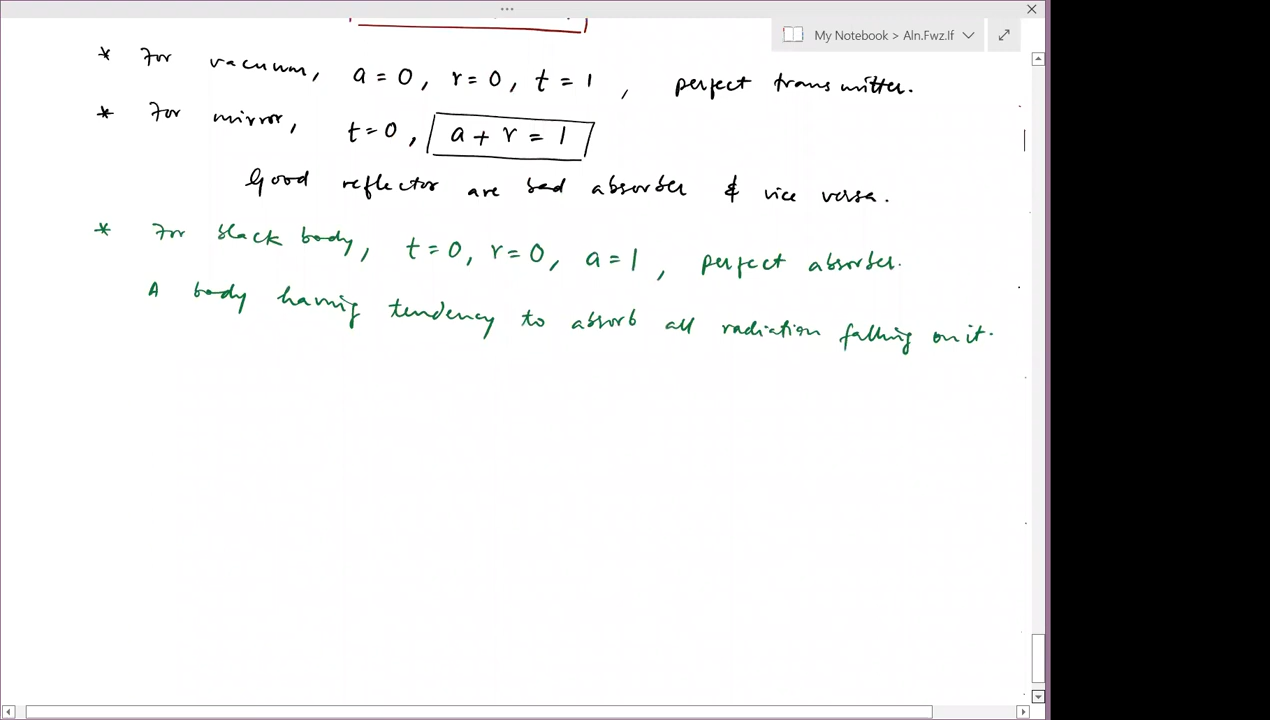 My Notebook > Aln.Fwz.lf
* For vacuum, a = 0, r = 0, t = 1, perfect transmitter.
* For mirror, t = 0, a + r = 1
Good reflector are bad absorber & vice versa.
* For black body, t = 0, r = 0, a = 1, perfect absorber.
A body having tendency to absorb all radiation falling on it.